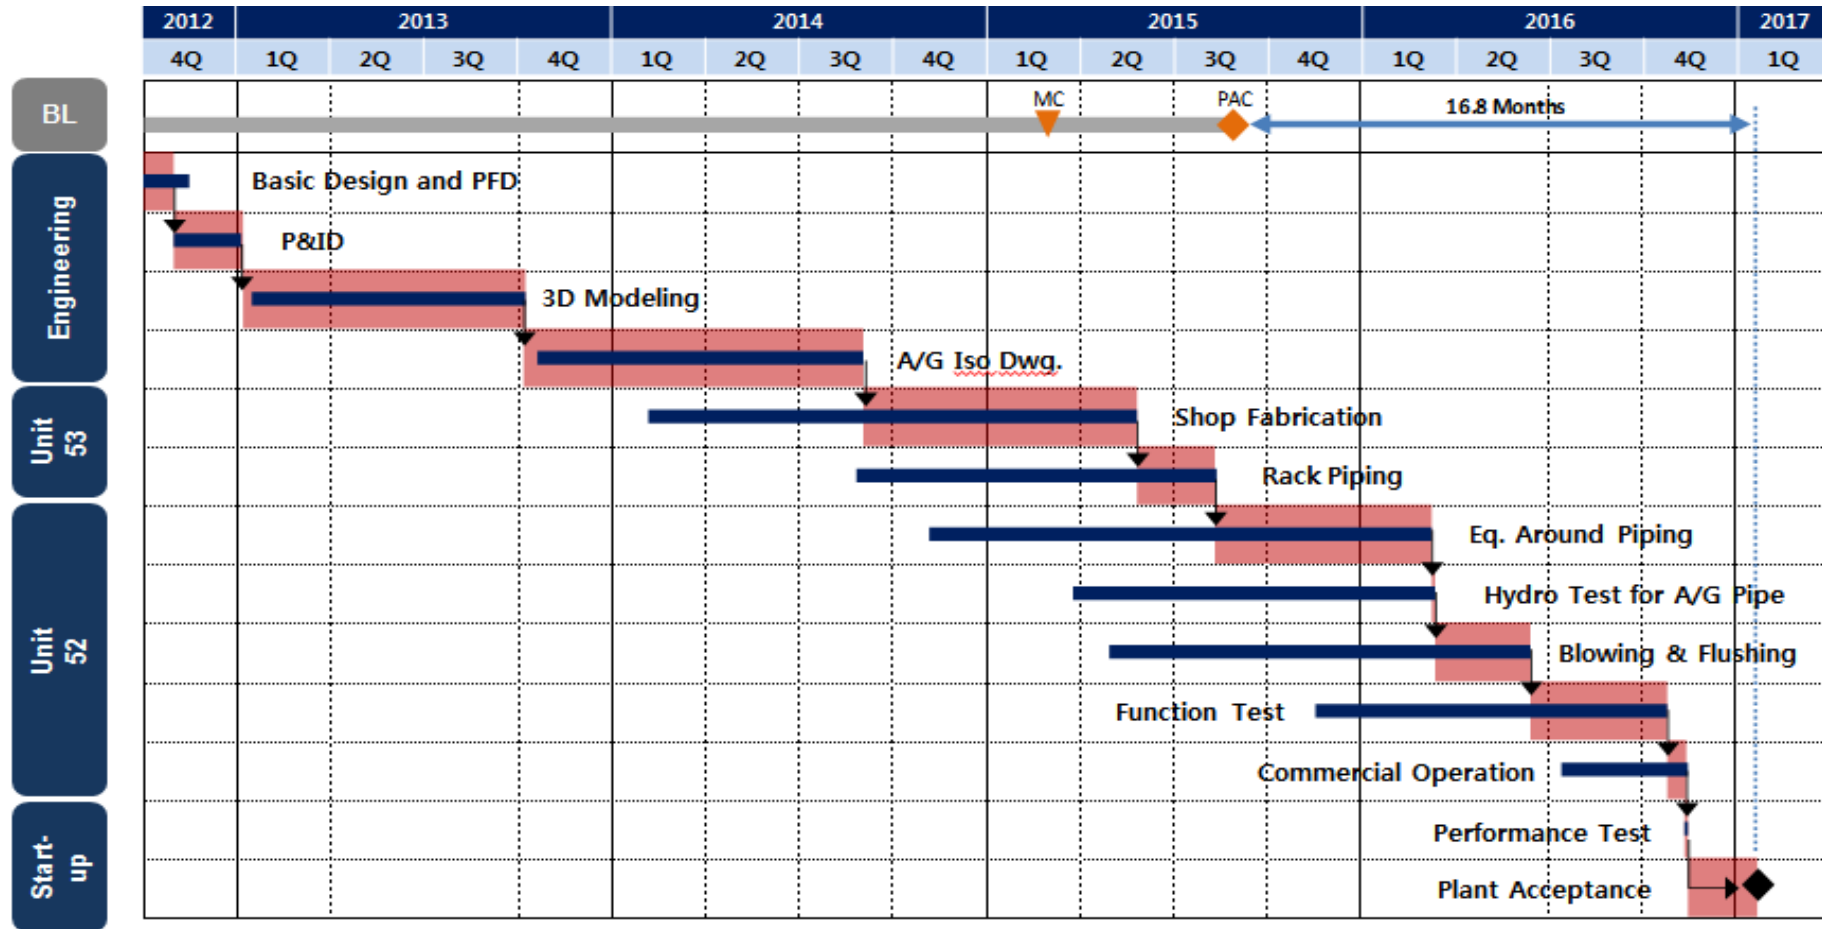 2012 2013 2014 2015 2016 2017
4Q 1Q 2Q 3Q 4Q 1Q 2Q 3Q 4Q 1Q 2Q 3Q 4Q 1Q 2Q 3Q 4Q 1Q
BL
MC
PAC
16.8 Months
Engineering
Basic Design and PFD
P&ID
3D Modeling
A/G Iso Dwg.
Unit
53
Shop Fabrication
Rack Piping
Unit
52
Eq. Around Piping
Hydro Test for A/G Pipe
Blowing & Flushing
Function Test
Commercial Operation
Start-
up
Performance Test
Plant Acceptance